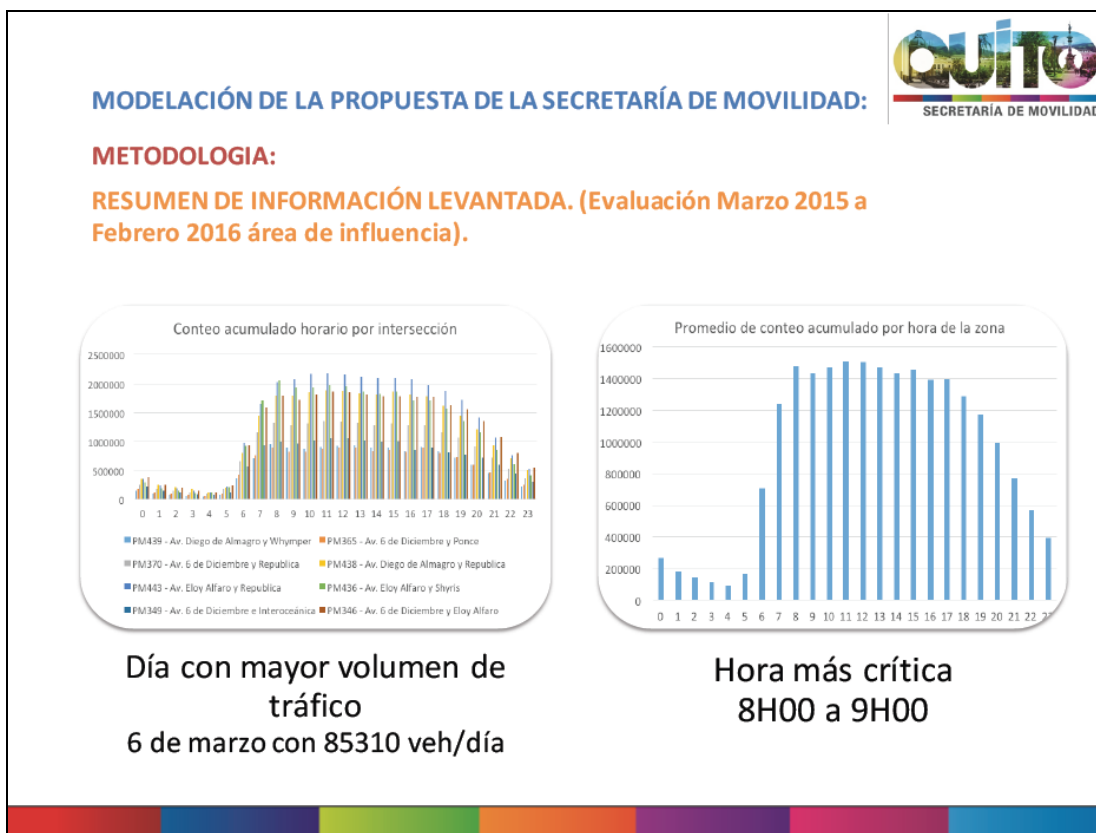 QUITO
SECRETARÍA DE MOVILIDAD
MODELACIÓN DE LA PROPUESTA DE LA SECRETARÍA DE MOVILIDAD:
METODOLOGIA:
RESUMEN DE INFORMACIÓN LEVANTADA. (Evaluación Marzo 2015 a
Febrero 2016 área de influencia).
Conteo acumulado horario por intersección
2500000
2000000
1500000
1000000
500000
0
0 1 2 3 4 5 6 7 8 9 10 11 12 13 14 15 16 17 18 19 20 21 22 23
PM439 - Av. Diego de Almagro y Whymper PM365 - Av. 6 de Diciembre y Ponce
PM370 - Av. 6 de Diciembre y Republica PM438 - Av. Diego de Almagro y Republica
PM443 - Eloy Alfaro y Republica PM436 - Av. Eloy Alfaro y Shyris
PM349 - Av. 6 de Diciembre e Interoceánica PM346 - Av. 6 de Diciembre y Eloy Alfaro
Promedio de conteo acumulado por hora de la zona
1600000
1400000
1200000
1000000
800000
600000
400000
200000
0
0 1 2 3 4 5 6 7 8 9 10 11 12 13 14 15 16 17 18 19 20 21 22
Día con mayor volumen de
tráfico
6 de marzo con 85310 veh/día
Hora más crítica
8H00 a 9H00